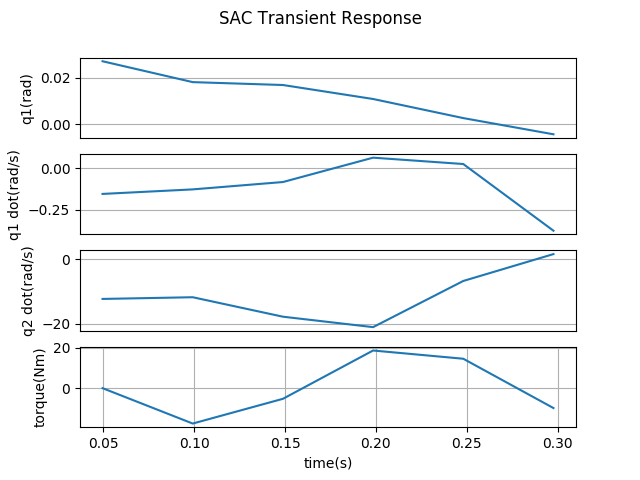 SAC Transient Response
q1(rad)
0.02
0.00
q1 dot(rad/s)
0.00
−0.25
q2 dot(rad/s)
0
−20
torque(Nm)
20
0
0.05 0.10 0.15 0.20 0.25 0.30
time(s)